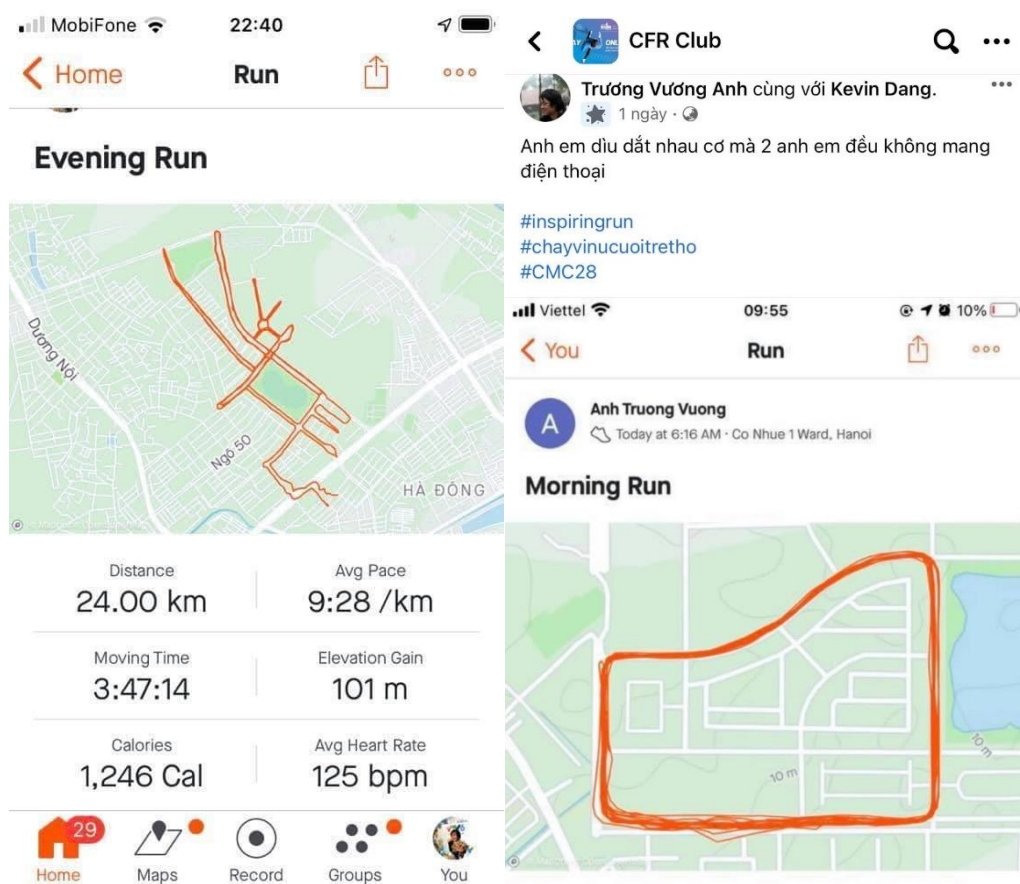 MobiFone
22:40
Home
Run
Evening Run
Dương Nội
Ngõ 50
HÀ ĐÔNG
Distance
24.00 km
Avg Pace
9:28 /km
Moving Time
3:47:14
Elevation Gain
101 m
Calories
1,246 Cal
Avg Heart Rate
125 bpm
29
Home
Maps
Record
Groups
You
CFR Club
Trương Vương Anh cùng với Kevin Dang.
1 ngày
Anh em dìu dắt nhau cơ mà 2 anh em đều không mang
điện thoại
#inspiringrun
#chayvinucuoitretho
#CMC28
Viettel
09:55
10%
You
Run
A
Anh Truong Vuong
Today at 6:16 AM · Co Nhue 1 Ward, Hanoi
Morning Run
10 m
10 m